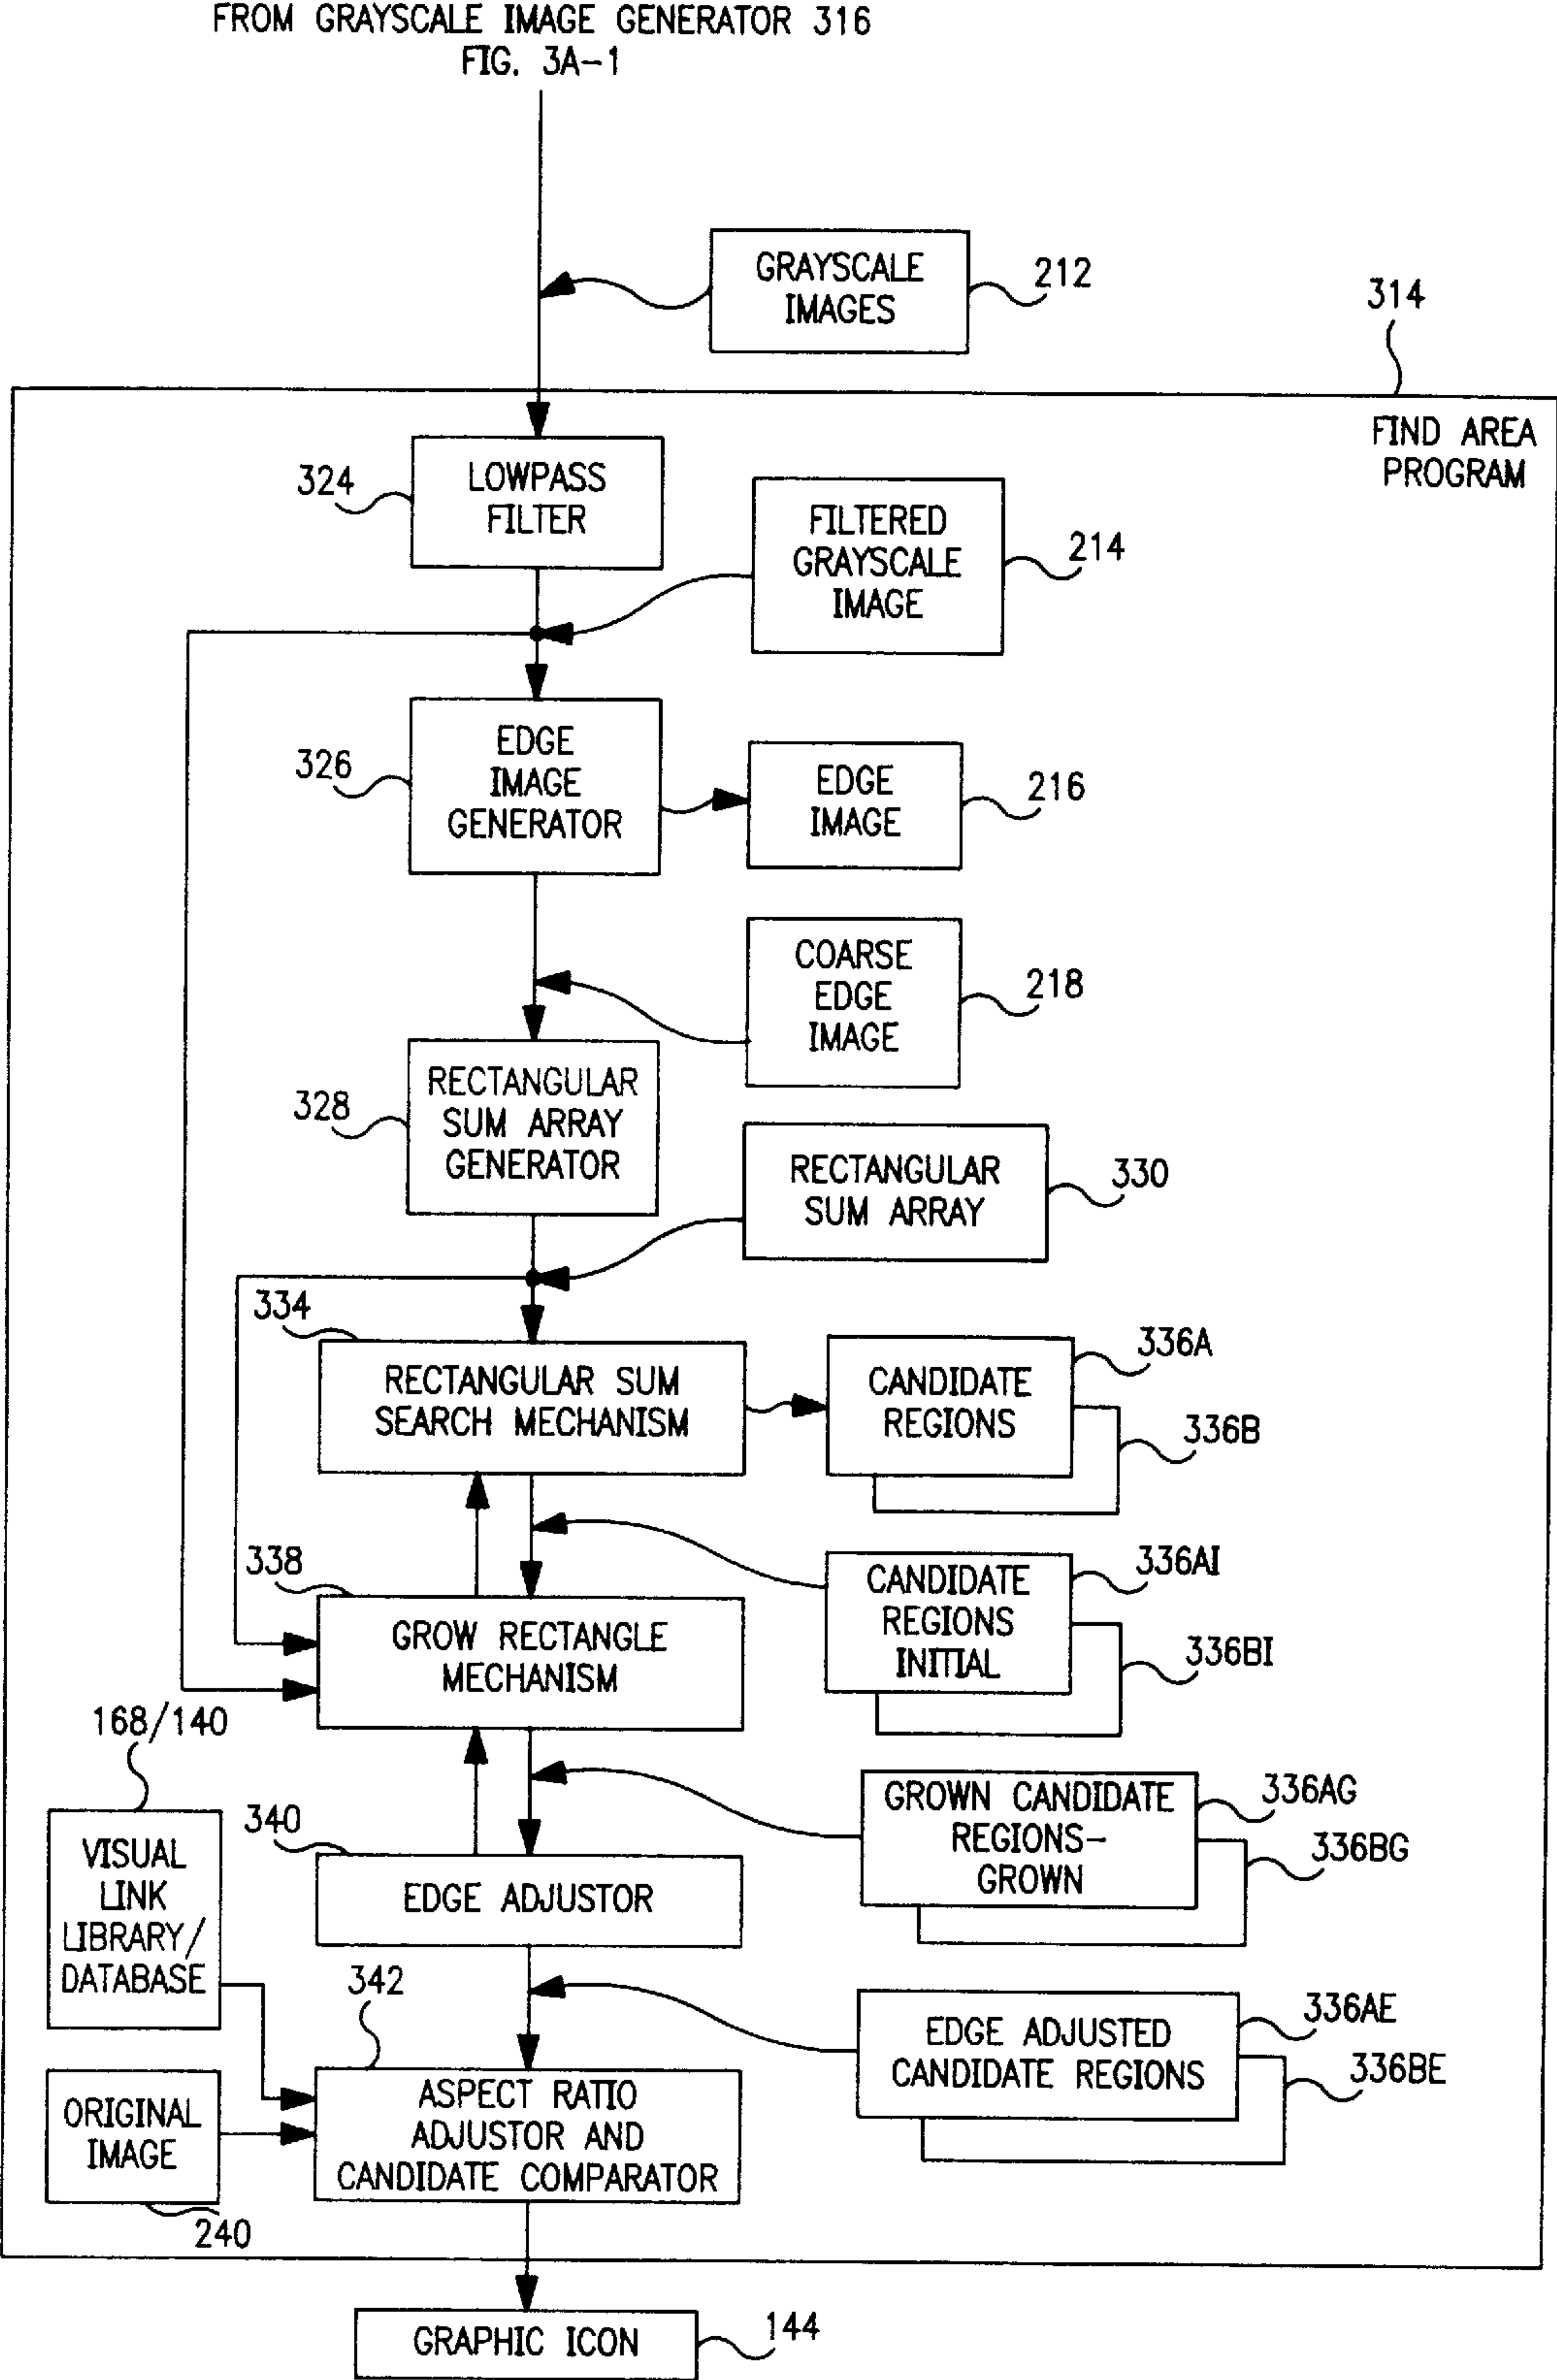 FROM GRAYSCALE IMAGE GENERATOR 316
FIG. 3A-1
GRAYSCALE
IMAGES
212
314
FIND AREA
PROGRAM
324
LOWPASS
FILTER
FILTERED
GRAYSCALE
IMAGE
214
326
EDGE
IMAGE
GENERATOR
EDGE
IMAGE
216
COARSE
EDGE
IMAGE
218
328
RECTANGULAR
SUM ARRAY
GENERATOR
RECTANGULAR
SUM ARRAY
330
334
RECTANGULAR SUM
SEARCH MECHANISM
CANDIDATE
REGIONS
336A
336B
338
GROW RECTANGLE
MECHANISM
CANDIDATE
REGIONS
INITIAL
336AI
336BI
168/140
VISUAL
LINK
LIBRARY/
DATABASE
340
EDGE ADJUSTOR
GROWN CANDIDATE
REGIONS-
GROWN
336AG
336BG
342
EDGE ADJUSTED
CANDIDATE REGIONS
336AE
336BE
ORIGINAL
IMAGE
240
ASPECT RATIO
ADJUSTOR AND
CANDIDATE COMPARATOR
GRAPHIC ICON
144